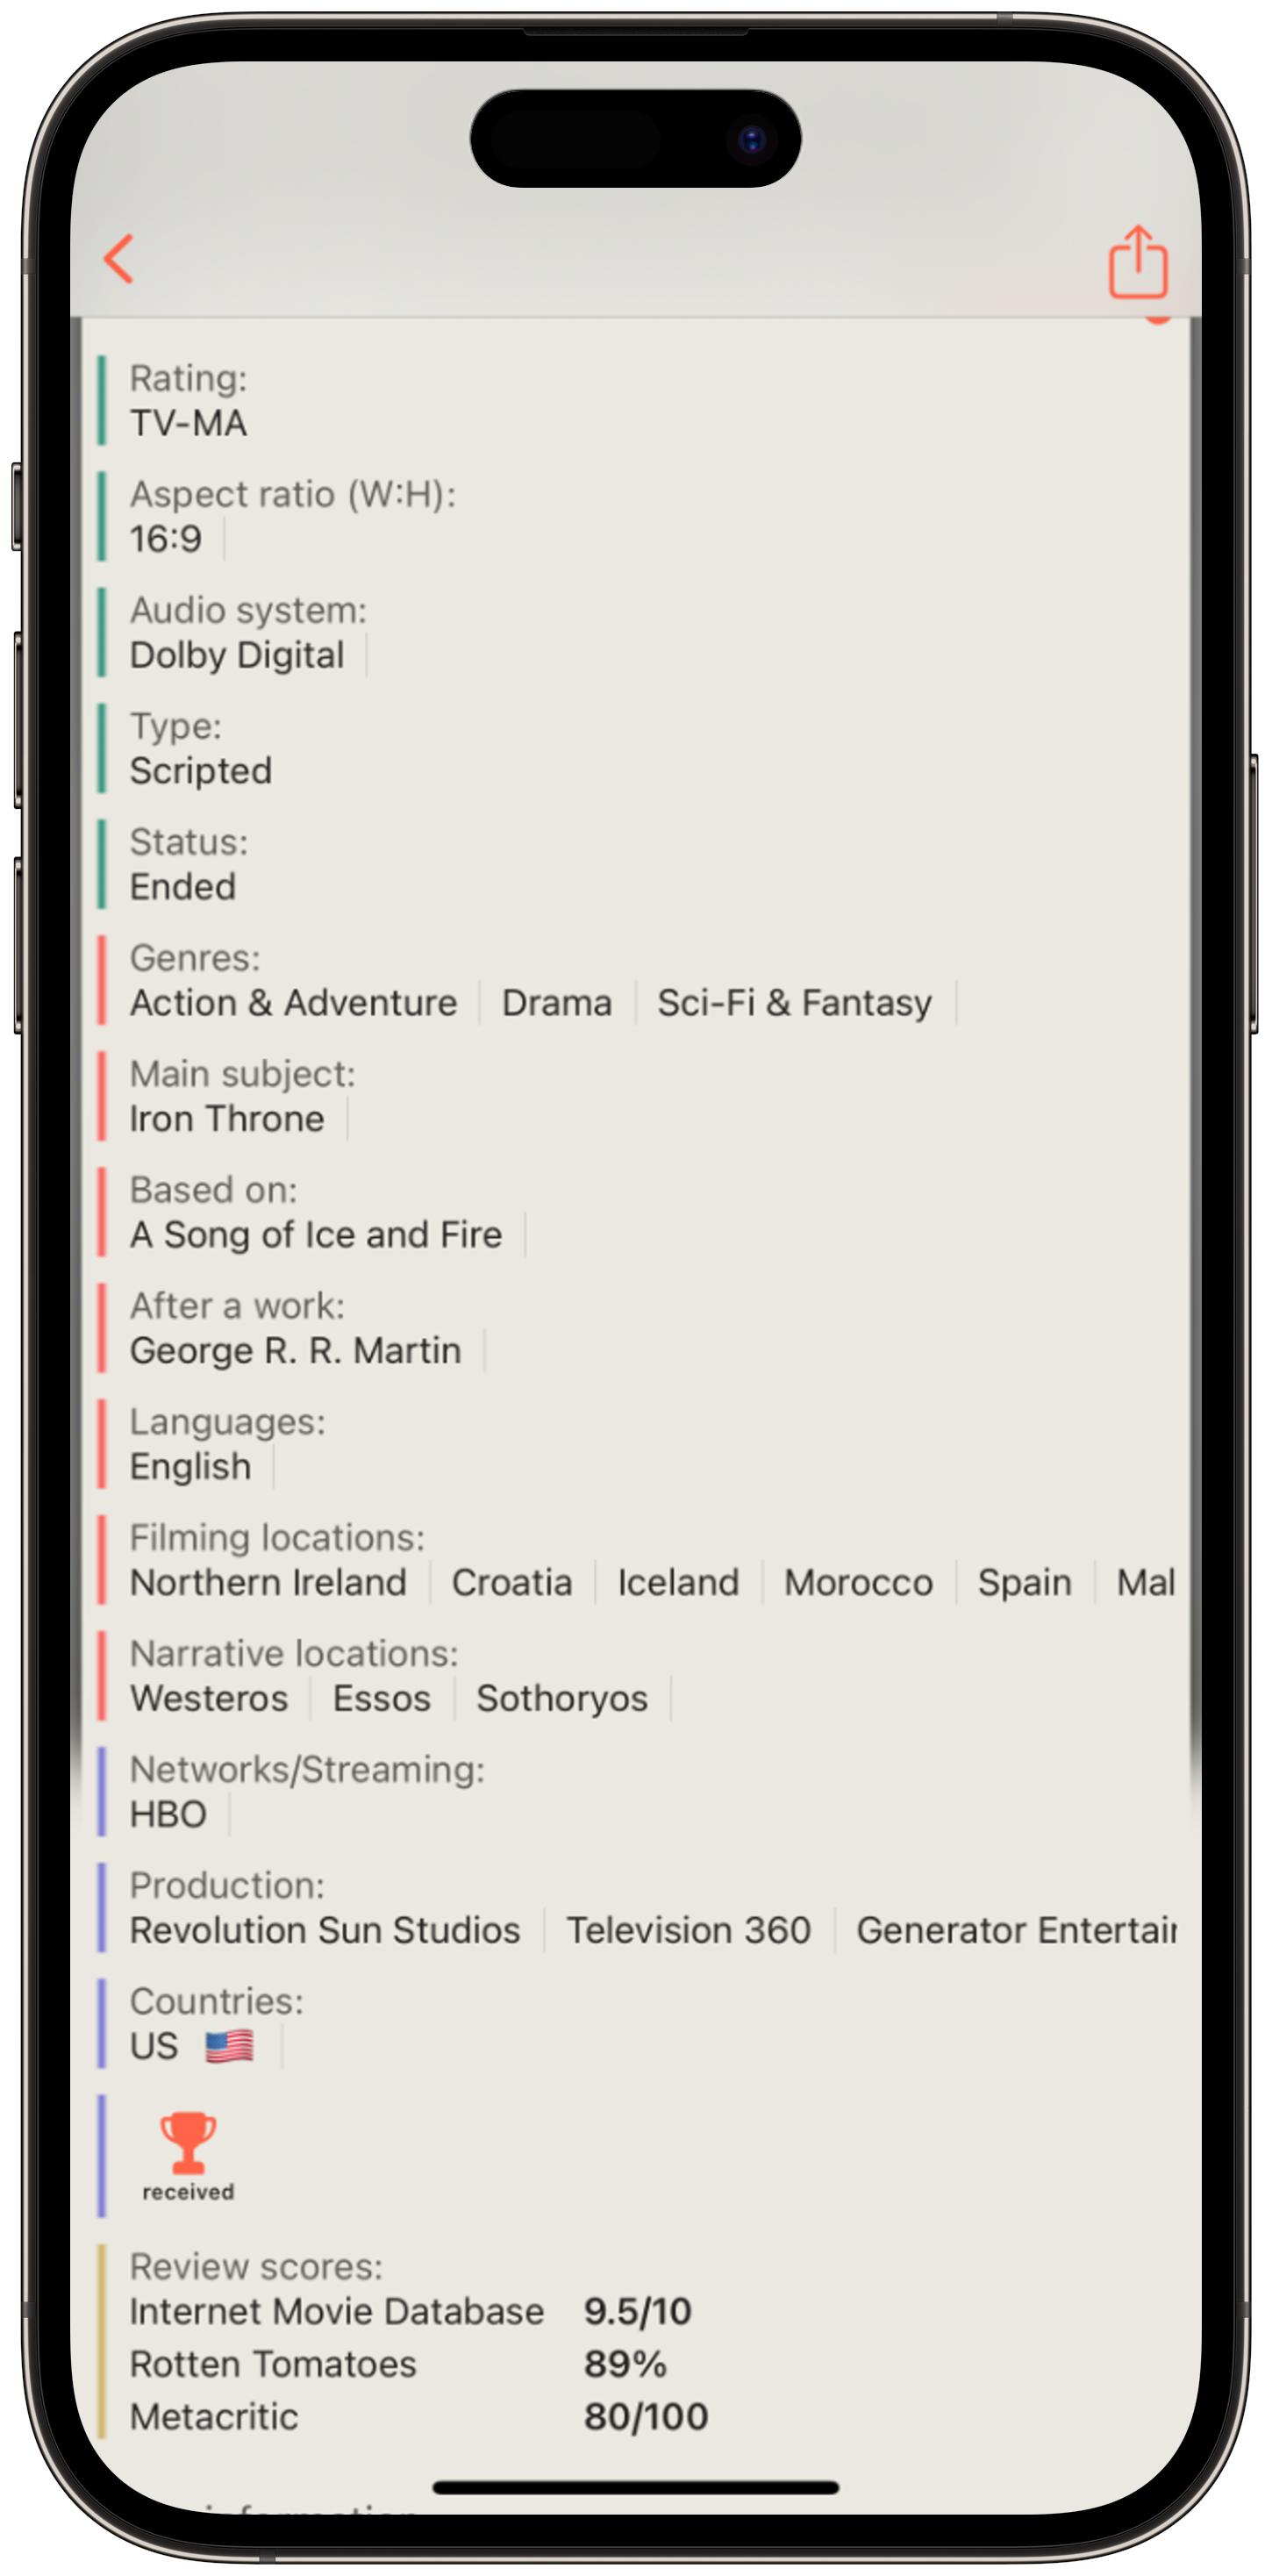 Rating:
TV-MA
Aspect ratio (W:H):
16:9
Audio system:
Dolby Digital
Type:
Scripted
Status:
Ended
Genres:
Action & Adventure Drama Sci-Fi & Fantasy
Main subject:
Iron Throne
Based on:
A Song of Ice and Fire
After a work:
George R. R. Martin
Languages:
English
Filming locations:
Northern Ireland Croatia Iceland Morocco Spain Mal
Narrative locations:
Westeros Essos Sothoryos
Networks/Streaming:
HBO
Production:
Revolution Sun Studios Television 360 Generator
Countries:
US
received
Review scores:
Internet Movie Database 9.5/10
Rotten Tomatoes 89%
Metacritic 80/100